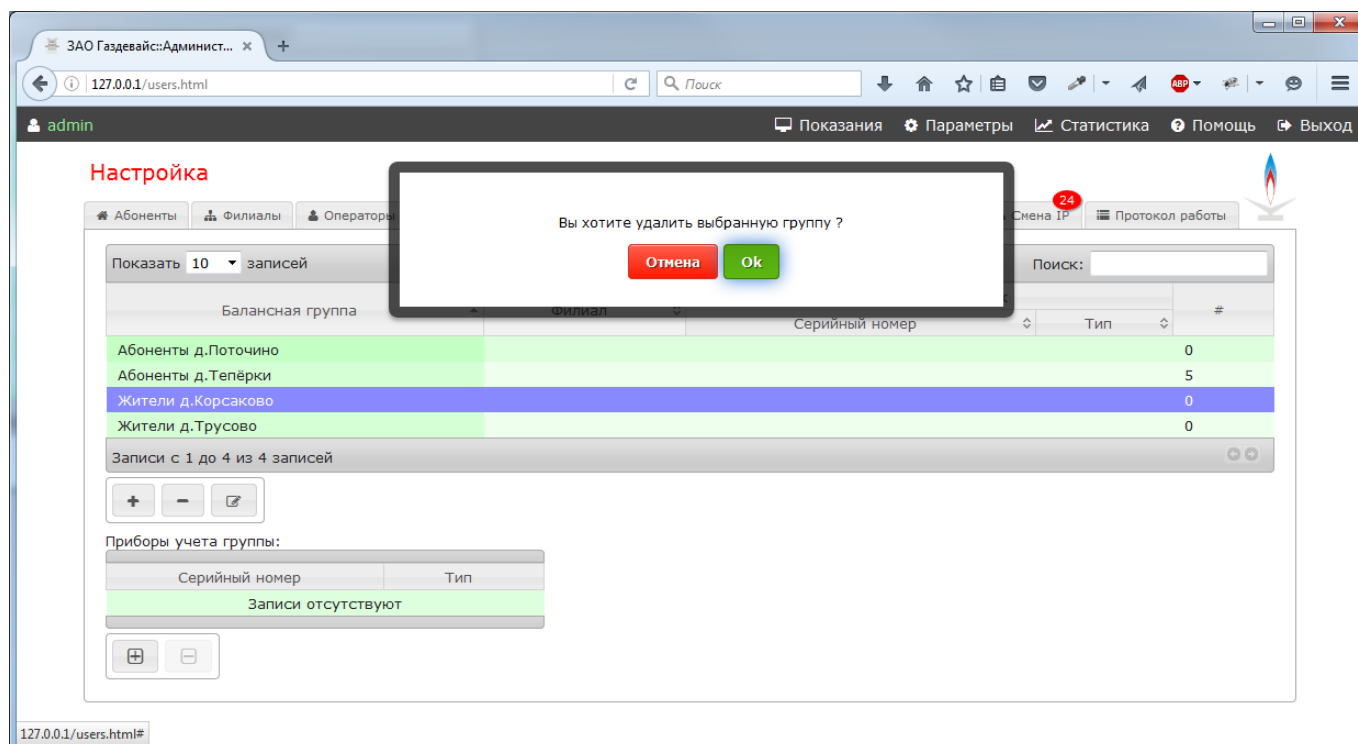 ЗАО Газдевайс::Админист...
127.0.0.1/users.html
Поиск
ABP
admin
Показания Параметры Статистика Помощь Выход
Настройка
Абоненты Филиалы Операторы Смена IP 24 Протокол работы
Вы хотите удалить выбранную группу ?
Отмена Ok
Показать 10 записей Поиск:
Балансная группа Филиал #
Серийный номер Тип
Абоненты д.Поточино 0
Абоненты д.Тепёрки 5
Жители д.Корсаково 0
Жители д.Трусово 0
Записи с 1 до 4 из 4 записей
Приборы учета группы:
Серийный номер Тип
Записи отсутствуют
127.0.0.1/users.html#